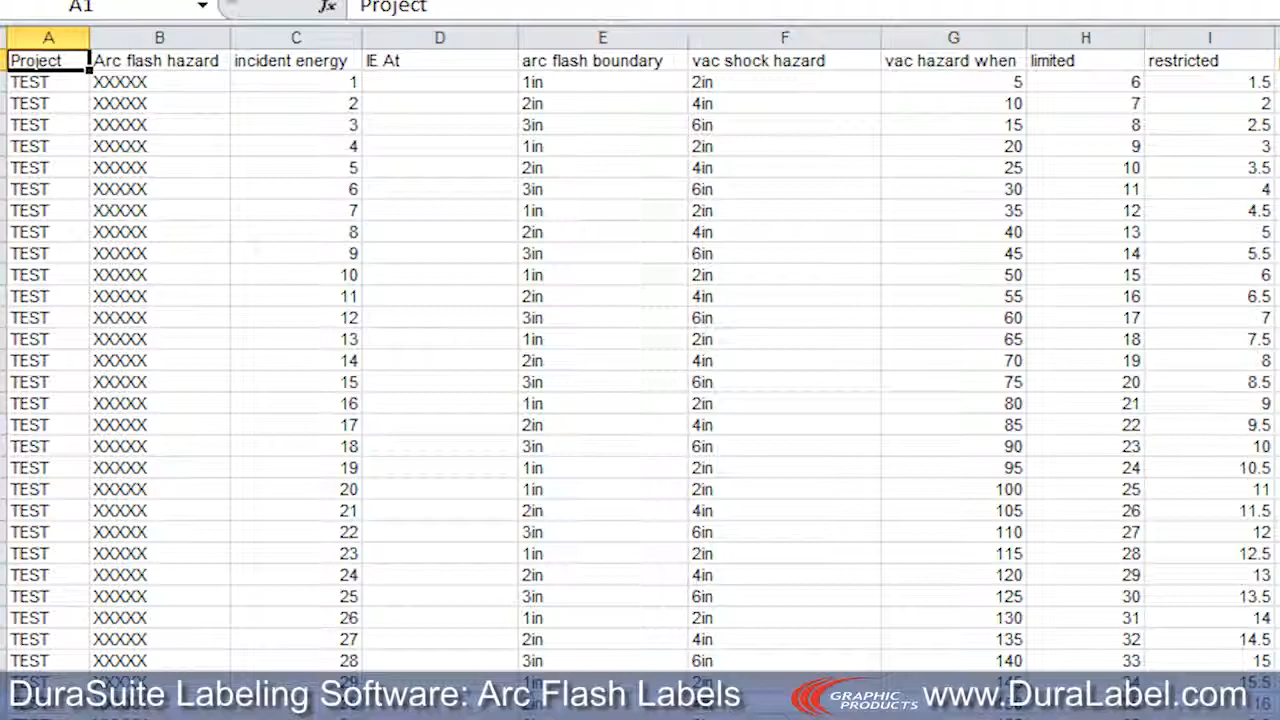 A1 fx Project
A B C D E F G H I
Project Arc flash hazard incident energy IE At arc flash boundary vac shock hazard vac hazard when limited restricted
TEST XXXXX 1 1in 2in 5 6 1.5
TEST XXXXX 2 2in 4in 10 7 2
TEST XXXXX 3 3in 6in 15 8 2.5
TEST XXXXX 4 1in 2in 20 9 3
TEST XXXXX 5 2in 4in 25 10 3.5
TEST XXXXX 6 3in 6in 30 11 4
TEST XXXXX 7 1in 2in 35 12 4.5
TEST XXXXX 8 2in 4in 40 13 5
TEST XXXXX 9 3in 6in 45 14 5.5
TEST XXXXX 10 1in 2in 50 15 6
TEST XXXXX 11 2in 4in 55 16 6.5
TEST XXXXX 12 3in 6in 60 17 7
TEST XXXXX 13 1in 2in 65 18 7.5
TEST XXXXX 14 2in 4in 70 19 8
TEST XXXXX 15 3in 6in 75 20 8.5
TEST XXXXX 16 1in 2in 80 21 9
TEST XXXXX 17 2in 4in 85 22 9.5
TEST XXXXX 18 3in 6in 90 23 10
TEST XXXXX 19 1in 2in 95 24 10.5
TEST XXXXX 20 1in 2in 100 25 11
TEST XXXXX 21 2in 4in 105 26 11.5
TEST XXXXX 22 3in 6in 110 27 12
TEST XXXXX 23 1in 2in 115 28 12.5
TEST XXXXX 24 2in 4in 120 29 13
TEST XXXXX 25 3in 6in 125 30 13.5
TEST XXXXX 26 1in 2in 130 31 14
TEST XXXXX 27 2in 4in 135 32 14.5
TEST XXXXX 28 3in 6in 140 33 15
DuraSuite Labeling Software: Arc Flash Labels GRAPHIC PRODUCTS www.DuraLabel.com